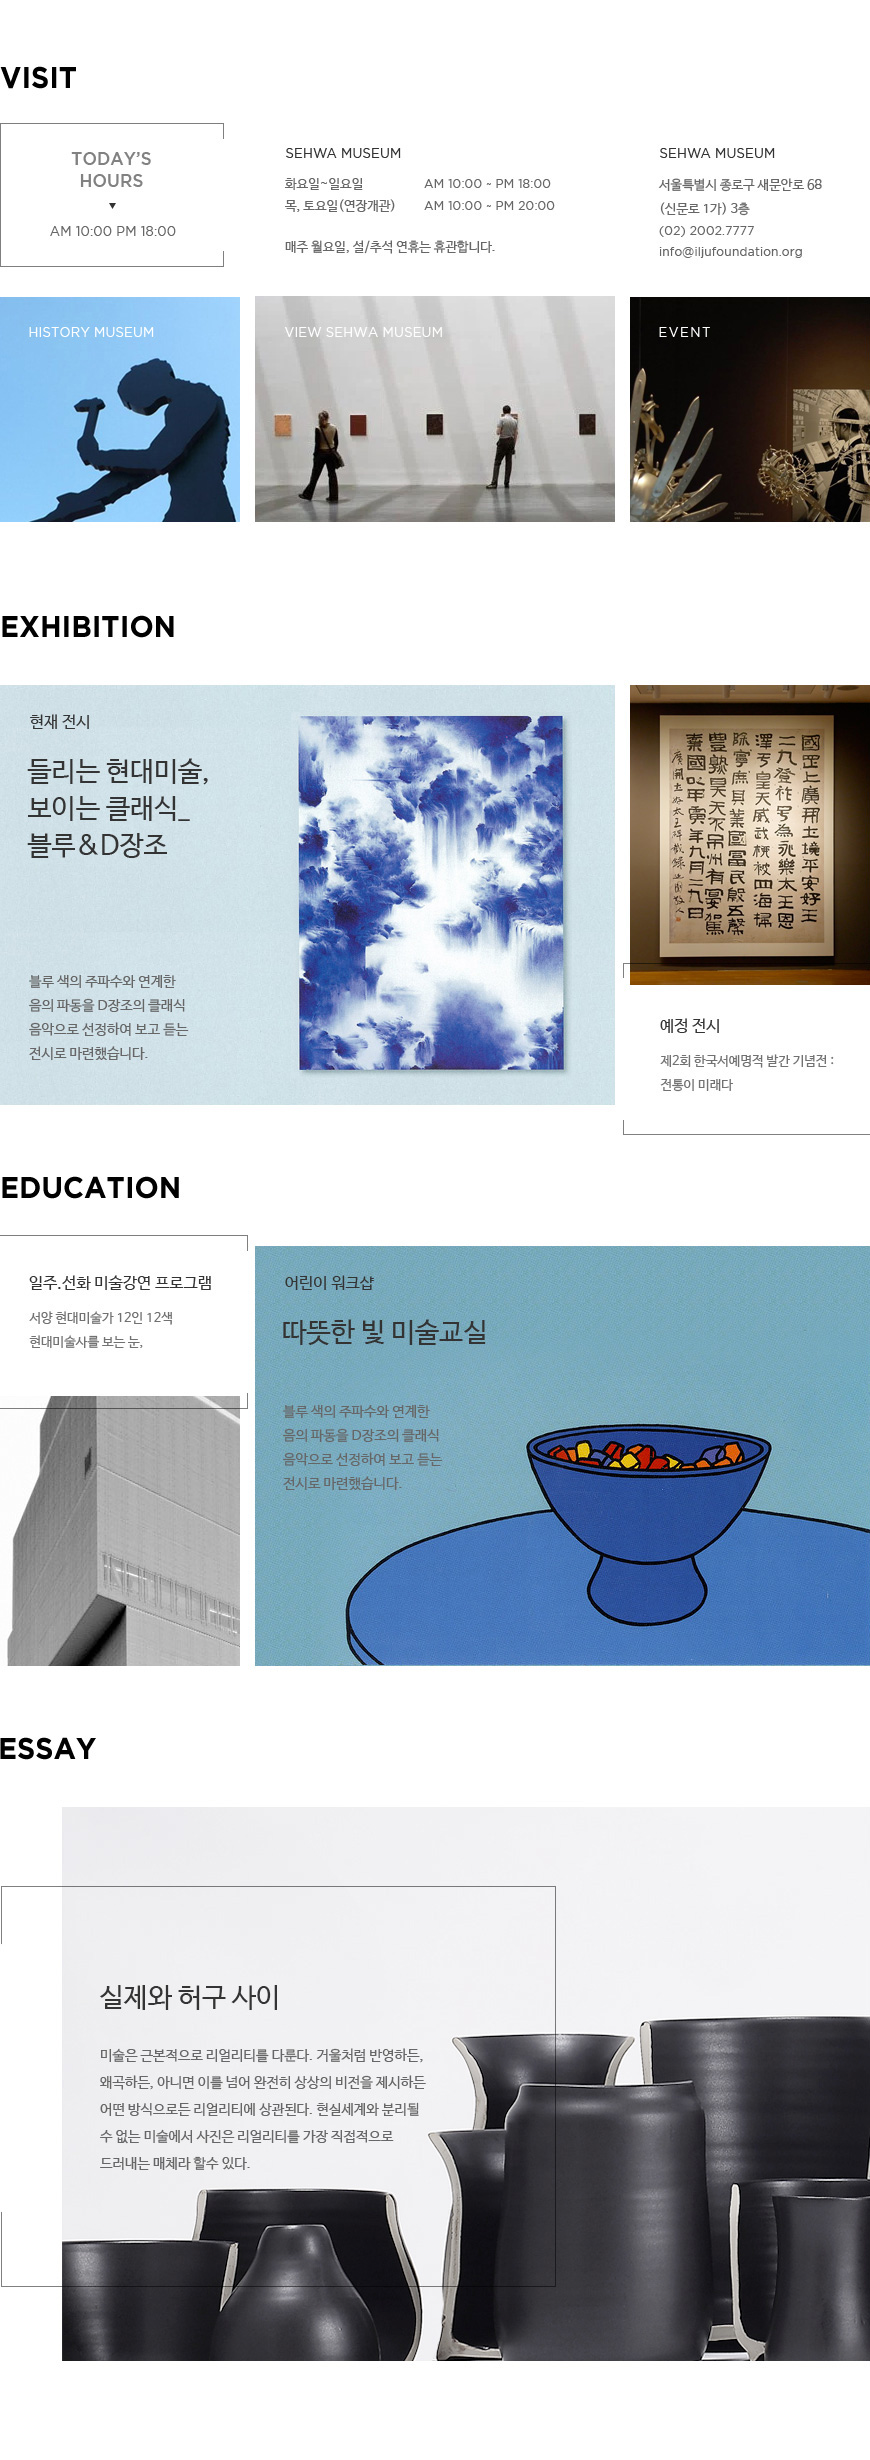 VISIT
TODAY'S
HOURS
AM 10:00 PM 18:00
SEHWA MUSEUM
화요일~일요일 AM 10:00 ~ PM 18:00
목, 토요일(연장개관) AM 10:00 ~ PM 20:00
매주 월요일, 설/추석 연휴는 휴관합니다.
SEHWA MUSEUM
서울특별시 종로구 새문안로 68
(신문로 1가) 3층
(02) 2002.7777
info@iljufoundation.org
HISTORY MUSEUM
VIEW SEHWA MUSEUM
EVENT
EXHIBITION
현재 전시
들리는 현대미술,
보이는 클래식_
블루&D장조
블루 색의 주파수와 연계한
음의 파동을 D장조의 클래식
음악으로 선정하여 보고 듣는
전시로 마련했습니다.
예정 전시
제2회 한국서예명적 발간 기념전 :
전통이 미래다
EDUCATION
일주.선화 미술강연 프로그램
서양 현대미술가 12인 12색
현대미술사를 보는 눈,
어린이 워크샵
따뜻한 빛 미술교실
블루 색의 주파수와 연계한
음의 파동을 D장조의 클래식
음악으로 선정하여 보고 듣는
전시로 마련했습니다.
ESSAY
실제와 허구 사이
미술은 근본적으로 리얼리티를 다룬다. 거울처럼 반영하든,
왜곡하든, 아니면 이를 넘어 완전히 상상의 비전을 제시하든
어떤 방식으로든 리얼리티에 상관된다. 현실세계와 분리될
수 없는 미술에서 사진은 리얼리티를 가장 직접적으로
드러내는 매체라 할수 있다.